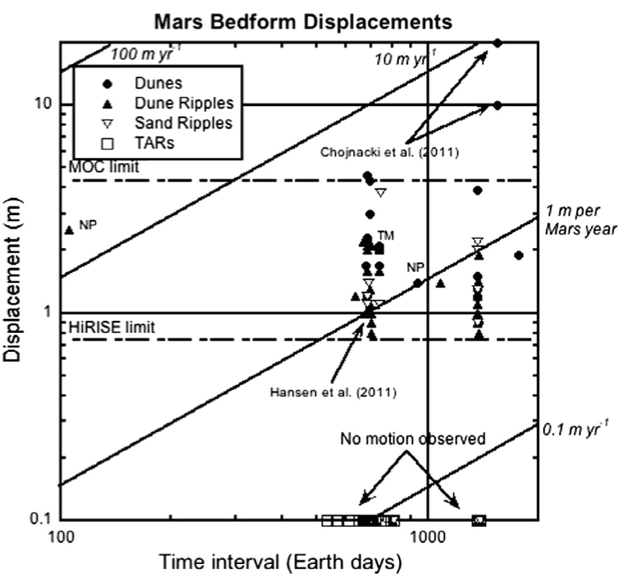 Mars Bedform Displacements
100 m yr⁻¹
10 m yr⁻¹
Dunes
Dune Ripples
Sand Ripples
TARs
10
Chojnacki et al. (2011)
MOC limit
NP
TM
1 m per
Mars year
NP
Displacement (m)
1
HiRISE limit
Hansen et al. (2011)
No motion observed
0.1 m yr⁻¹
0.1
100
1000
Time interval (Earth days)